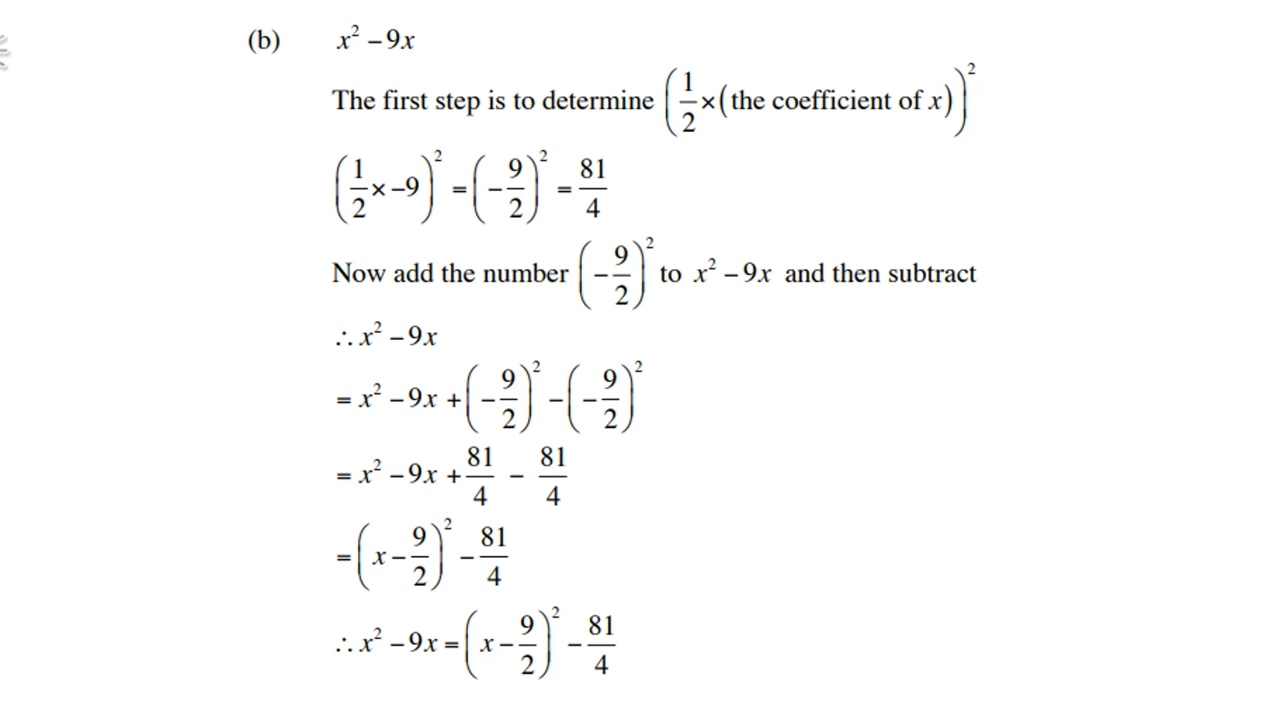 (b) x² – 9x
The first step is to determine (1/2 × (the coefficient of x))²
(1/2 × –9)² = (–9/2)² = 81/4
Now add the number (–9/2)² to x² – 9x and then subtract
∴ x² – 9x
= x² – 9x + (–9/2)² – (–9/2)²
= x² – 9x + 81/4 – 81/4
= (x – 9/2)² – 81/4
∴ x² – 9x = (x – 9/2)² – 81/4